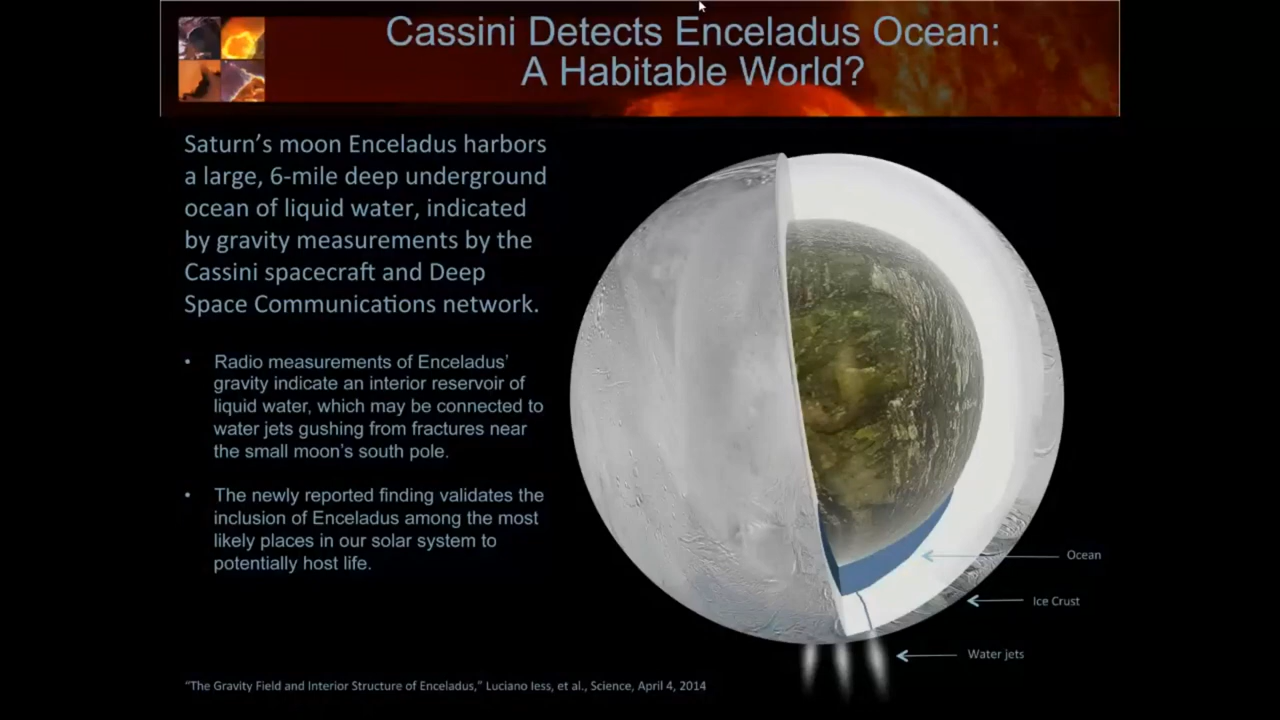 Cassini Detects Enceladus Ocean:
A Habitable World?
Saturn’s moon Enceladus harbors
a large, 6-mile deep underground
ocean of liquid water, indicated
by gravity measurements by the
Cassini spacecraft and Deep
Space Communications network.
• Radio measurements of Enceladus’
gravity indicate an interior reservoir of
liquid water, which may be connected to
water jets gushing from fractures near
the small moon’s south pole.
• The newly reported finding validates the
inclusion of Enceladus among the most
likely places in our solar system to
potentially host life.
Ocean
Ice Crust
Water jets
“The Gravity Field and Interior Structure of Enceladus,” Luciano Iess, et al., Science, April 4, 2014